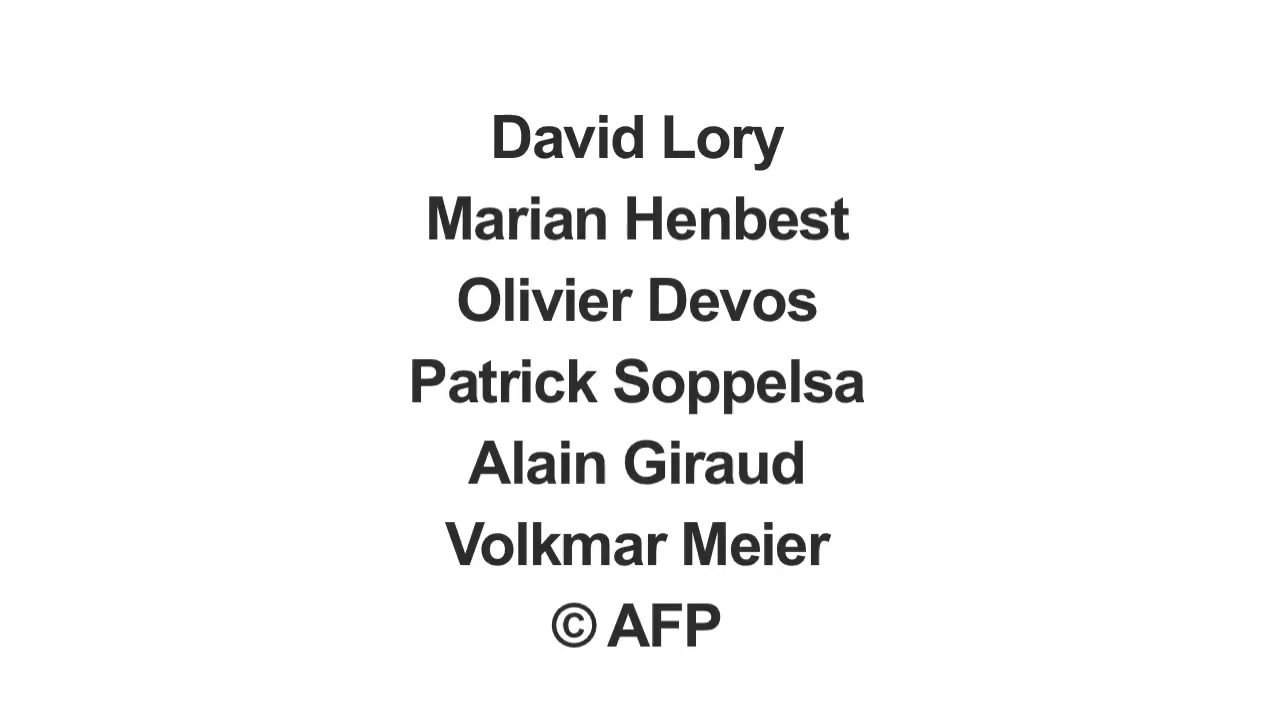 David Lory
Marian Henbest
Olivier Devos
Patrick Soppelsa
Alain Giraud
Volkmar Meier
© AFP